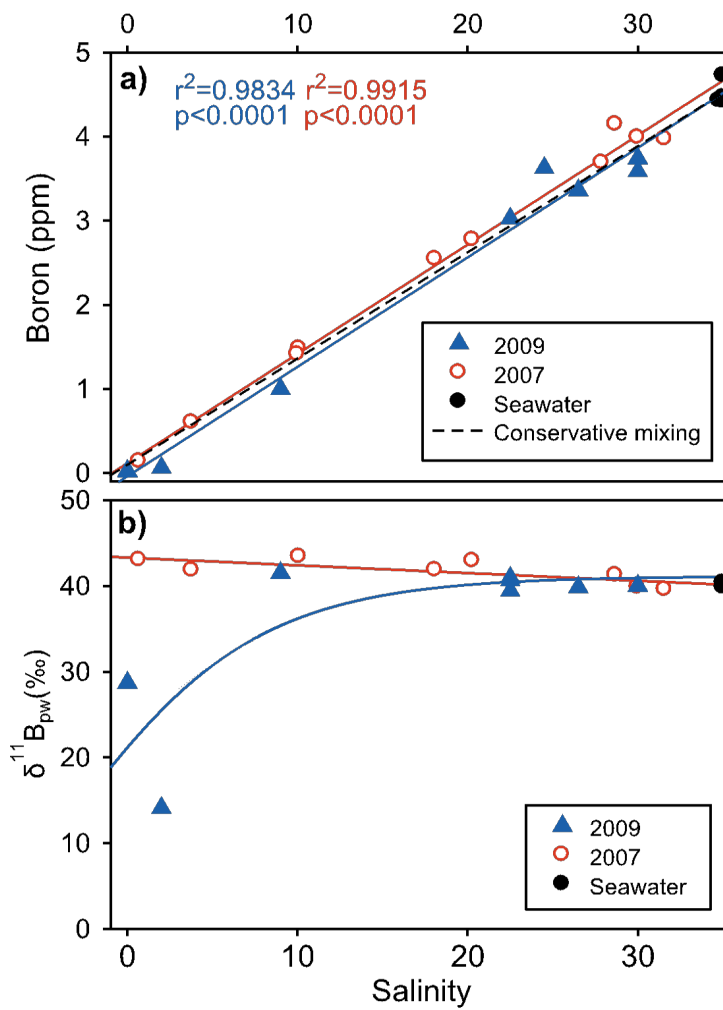 0 10 20 30
a)
r²=0.9834 r²=0.9915
p<0.0001 p<0.0001
5
4
3
2
1
0
Boron (ppm)
2009
2007
Seawater
Conservative mixing
b)
50
40
30
20
10
0
δ¹¹Bpw(‰)
2009
2007
Seawater
0 10 20 30
Salinity